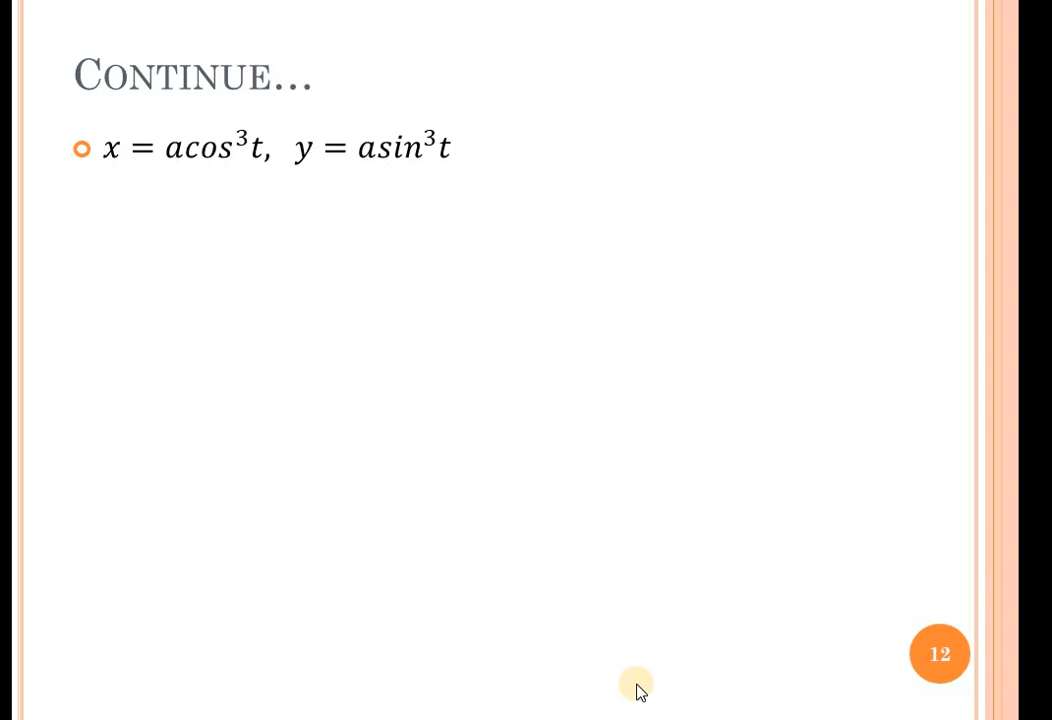 CONTINUE...
x = acos³t, y = asin³t
12